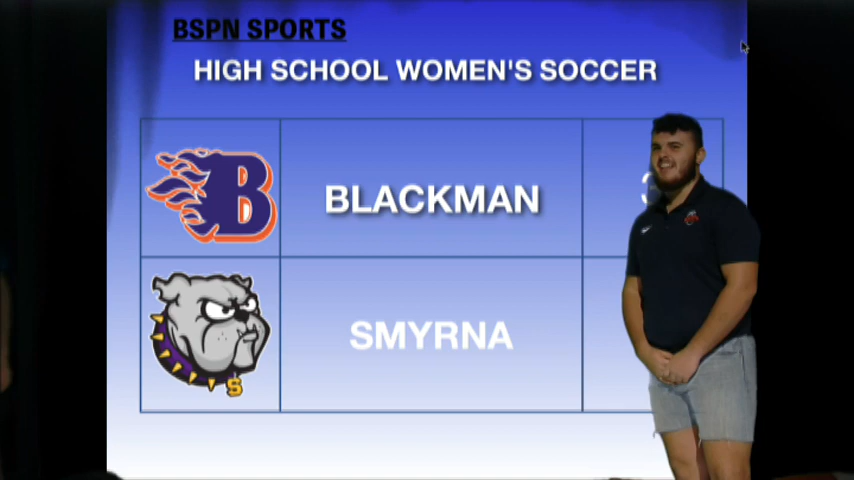 BSPN SPORTS
HIGH SCHOOL WOMEN'S SOCCER
B
BLACKMAN
S
SMYRNA